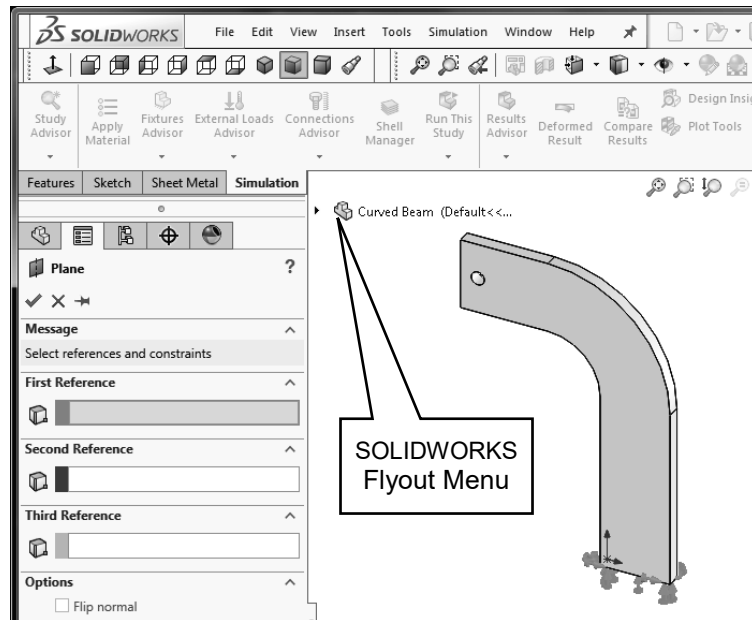 SOLIDWORKS File Edit View Insert Tools Simulation Window Help
Study Advisor
Apply Material
Fixtures Advisor
External Loads Advisor
Connections Advisor
Shell Manager
Run This Study
Results Advisor
Deformed Result
Compare Results
Design
Plot Tools
Features Sketch Sheet Metal Simulation
Curved Beam (Default<<...
Plane ?
Message
Select references and constraints
First Reference
Second Reference
Third Reference
Options
Flip normal
SOLIDWORKS
Flyout Menu